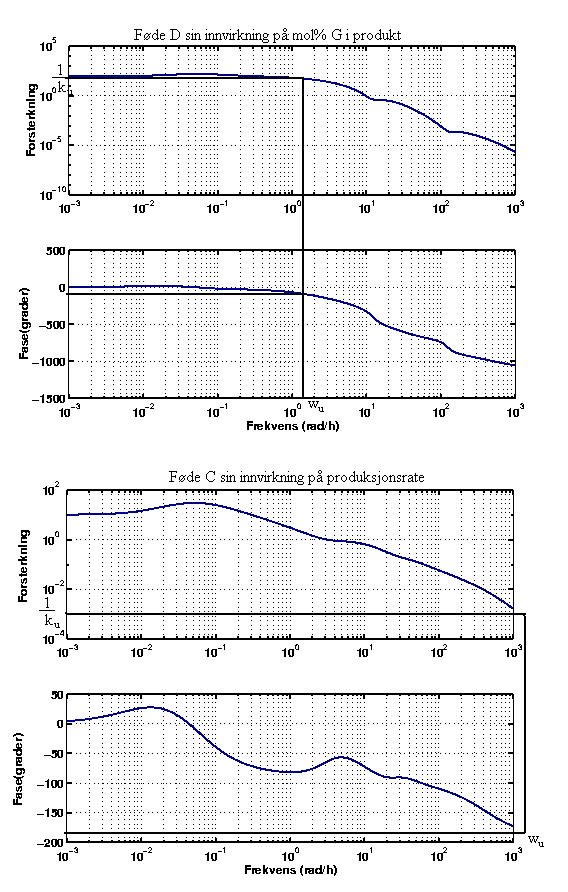 Føde D sin innvirkning på mol% G i produkt
10^5
1
k
10^0
10^-5
10^-10
Forsterkning
10^-3 10^-2 10^-1 10^0 10^1 10^2 10^3
500
0
-500
-1000
-1500
Fase(grader)
10^-3 10^-2 10^-1 10^0 w_u 10^1 10^2 10^3
Frekvens (rad/h)
Føde C sin innvirkning på produksjonsrate
10^2
10^0
10^-2
1
k_u
10^-4
Forsterkning
10^-3 10^-2 10^-1 10^0 10^1 10^2 10^3
50
0
-50
-100
-150
-200
Fase(grader)
w_u
10^-3 10^-2 10^-1 10^0 10^1 10^2 10^3
Frekvens (rad/h)